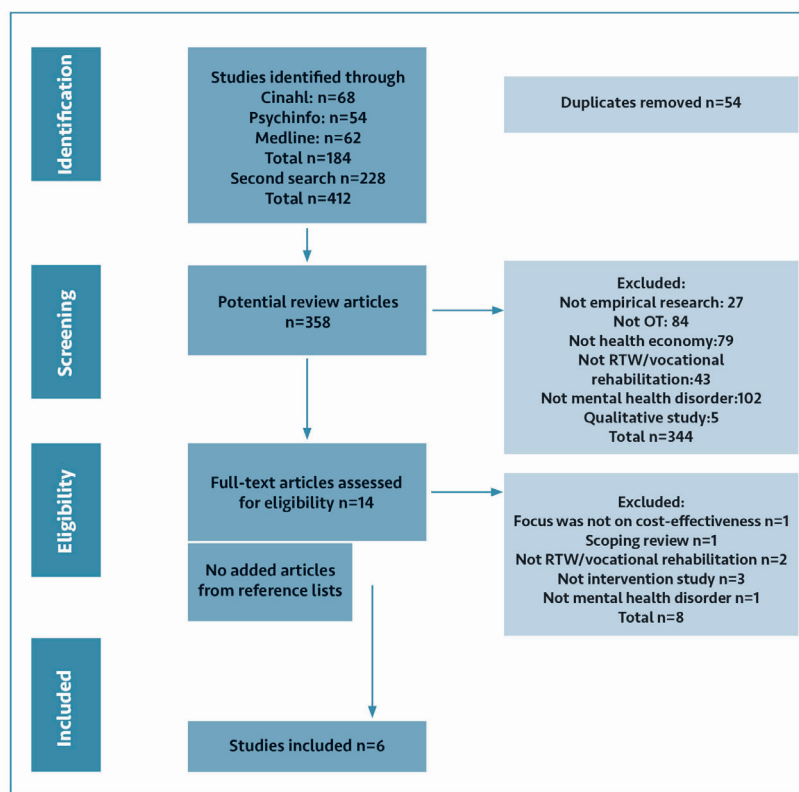 Identification
Studies identified through
Cinahl: n=68
Psychinfo: n=54
Medline: n=62
Total n=184
Second search n=228
Total n=412
Duplicates removed n=54
Screening
Potential review articles
n=358
Excluded:
Not empirical research: 27
Not OT: 84
Not health economy:79
Not RTW/vocational
rehabilitation:43
Not mental health disorder:102
Qualitative study:5
Total n=344
Eligibility
Full-text articles assessed
for eligibility n=14
No added articles
from reference lists
Excluded:
Focus was not on cost-effectiveness n=1
Scoping review n=1
Not RTW/vocational rehabilitation n=2
Not intervention study n=3
Not mental health disorder n=1
Total n=8
Included
Studies included n=6